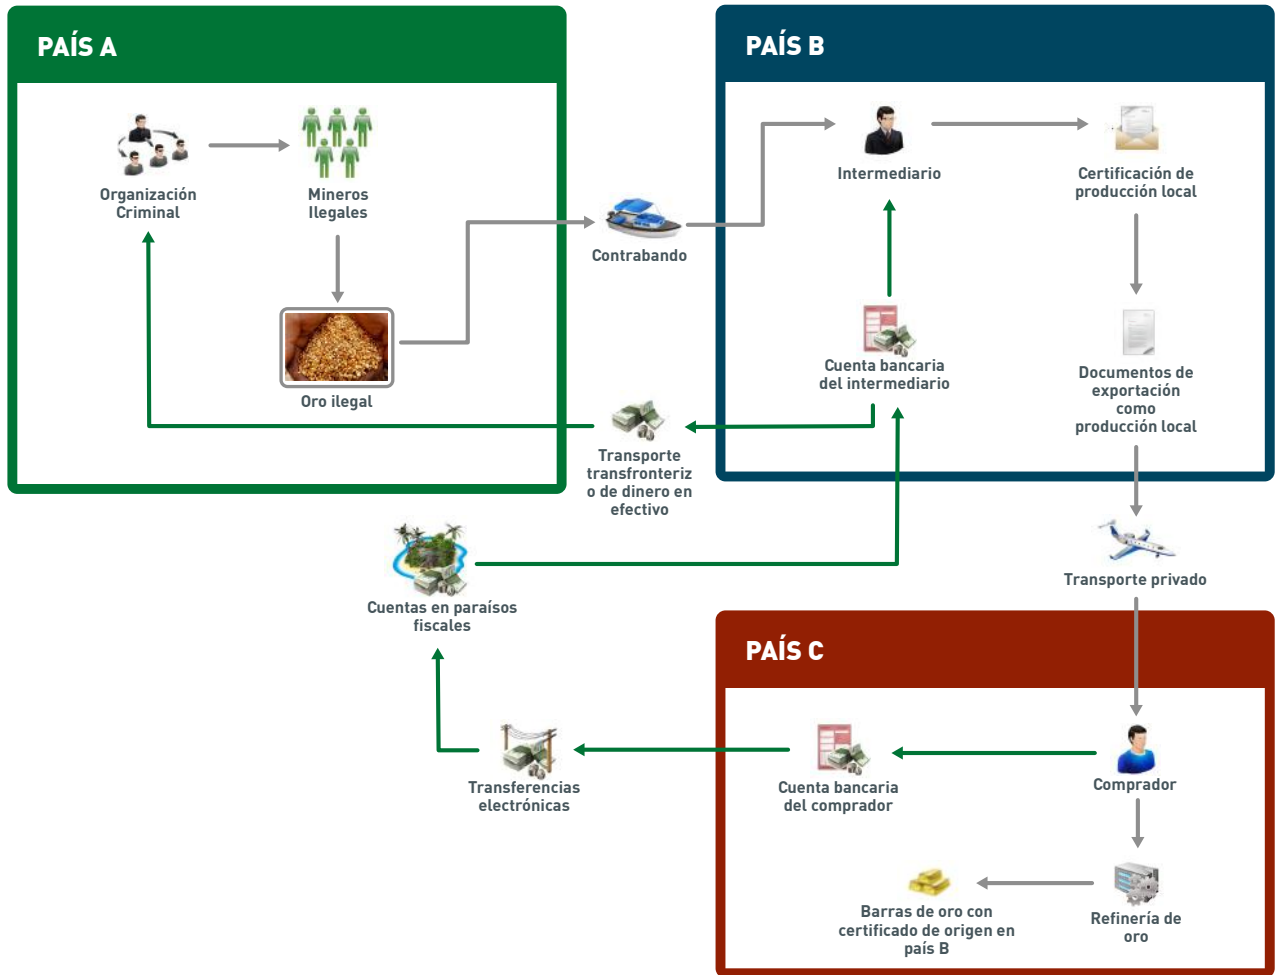 PAÍS A
Organización
Criminal
Mineros
Ilegales
Oro ilegal
Contrabando
Transporte
transfronteriz
o de dinero en
efectivo
PAÍS B
Intermediario
Certificación de
producción local
Cuenta bancaria
del intermediario
Documentos de
exportación
como
producción local
Transporte privado
Cuentas en paraísos
fiscales
Transferencias
electrónicas
PAÍS C
Cuenta bancaria
del comprador
Comprador
Barras de oro con
certificado de origen en
país B
Refinería de
oro